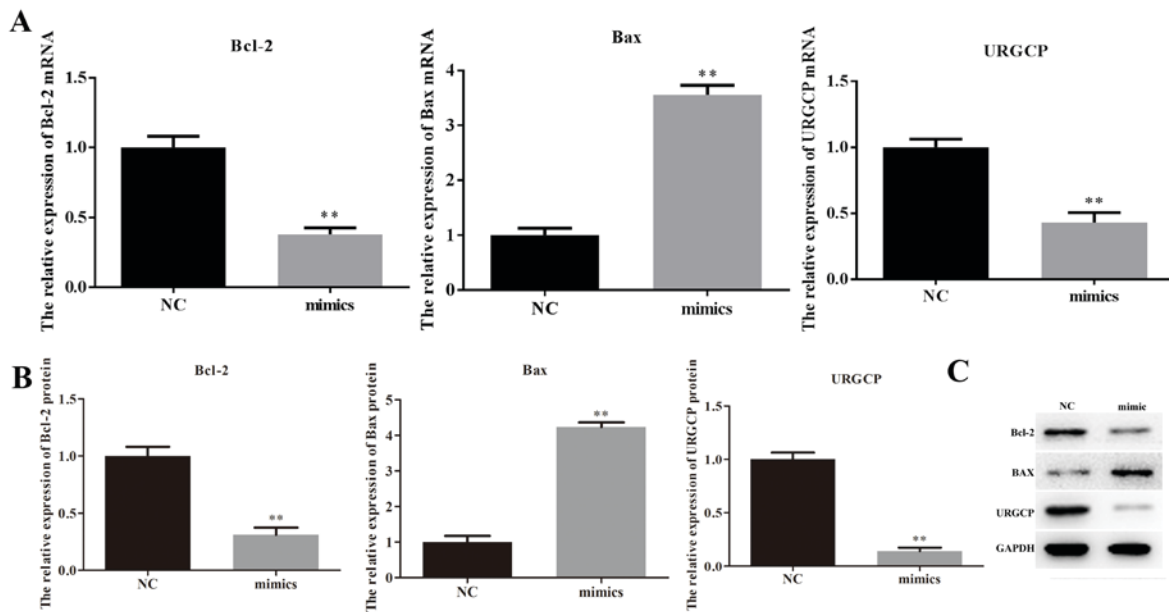 A
Bcl-2
The relative expression of Bcl-2 mRNA
1.5
1.0
0.5
0.0
**
NC
mimics
Bax
The relative expression of Bax mRNA
4
3
2
1
0
**
NC
mimics
URGCP
The relative expression of URGCP mRNA
1.5
1.0
0.5
0.0
**
NC
mimics
B
Bcl-2
The relative expression of Bcl-2 protein
1.5
1.0
0.5
0.0
**
NC
mimics
Bax
The relative expression of Bax protein
5
4
3
2
1
0
**
NC
mimics
URGCP
The relative expression of URGCP protein
1.5
1.0
0.5
0.0
**
NC
mimics
C
NC mimic
Bcl-2
BAX
URGCP
GAPDH